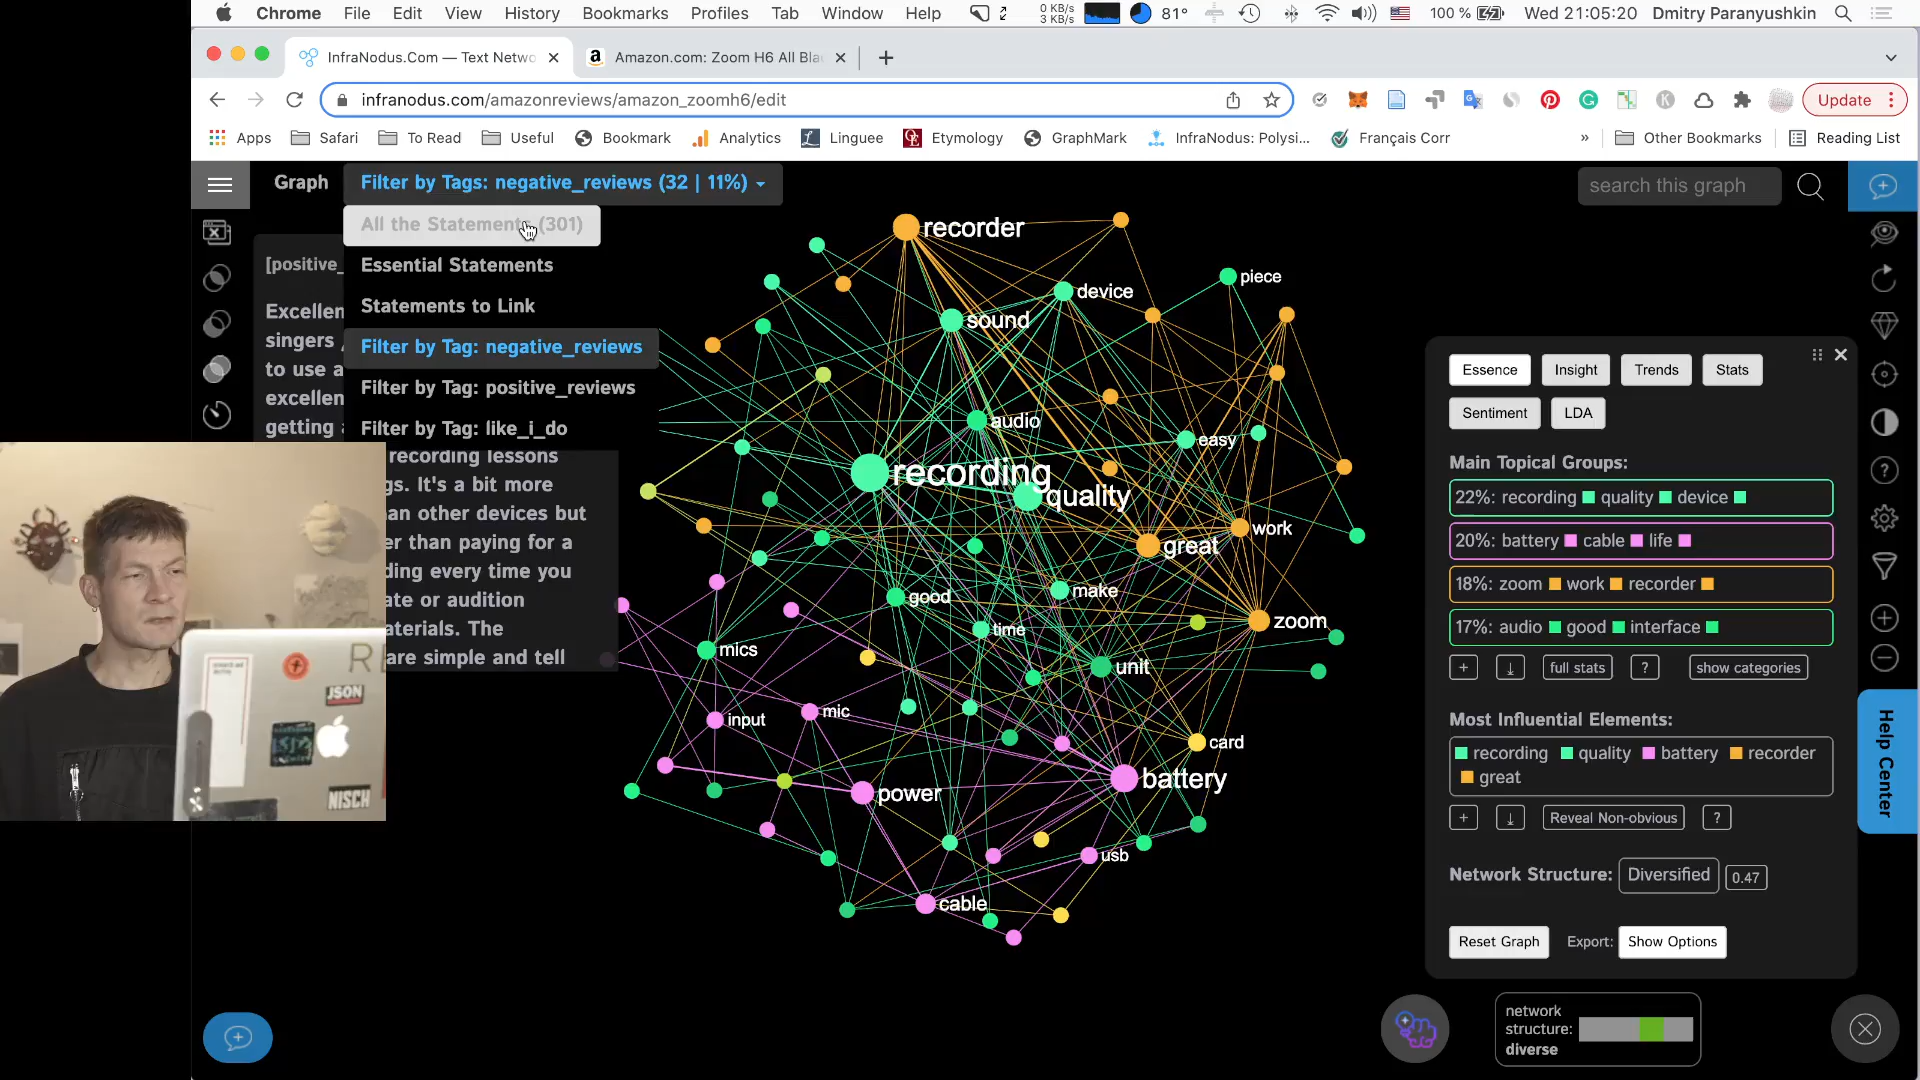 Chrome File Edit View History Bookmarks Profiles Tab Window Help
0 KB/s
3 KB/s
81° 100 % Wed 21:05:20 Dmitry Paranyushkin
InfraNodus.Com — Text Netwo
Amazon.com: Zoom H6 All Bla
infranodus.com/amazonreviews/amazon_zoomh6/edit
Update
Apps Safari To Read Useful Bookmark Analytics Linguee Etymology GraphMark InfraNodus: Polysi... Français Corr » Other Bookmarks Reading List
Graph
Filter by Tags: negative_reviews (32 | 11%)
search this graph
All the Statements (301)
Essential Statements
Statements to Link
Filter by Tag: negative_reviews
Filter by Tag: positive_reviews
Filter by Tag: like_i_do
[positive_
Excellen
singers
to use a
excellen
getting
recording lessons
gs. It's a bit more
an other devices but
er than paying for a
ding every time you
ate or audition
aterials. The
are simple and tell
recorder
piece
device
sound
audio
easy
recording
quality
work
great
make
good
zoom
time
mics
unit
mic
input
card
battery
power
usb
cable
Essence Insight Trends Stats
Sentiment LDA
Main Topical Groups:
22%: recording quality device
20%: battery cable life
18%: zoom work recorder
17%: audio good interface
+ ↓ full stats ? show categories
Most Influential Elements:
recording quality battery recorder
great
+ ↓ Reveal Non-obvious ?
Network Structure: Diversified 0.47
Reset Graph Export: Show Options
Help Center
network
structure:
diverse
JSON
NISCH